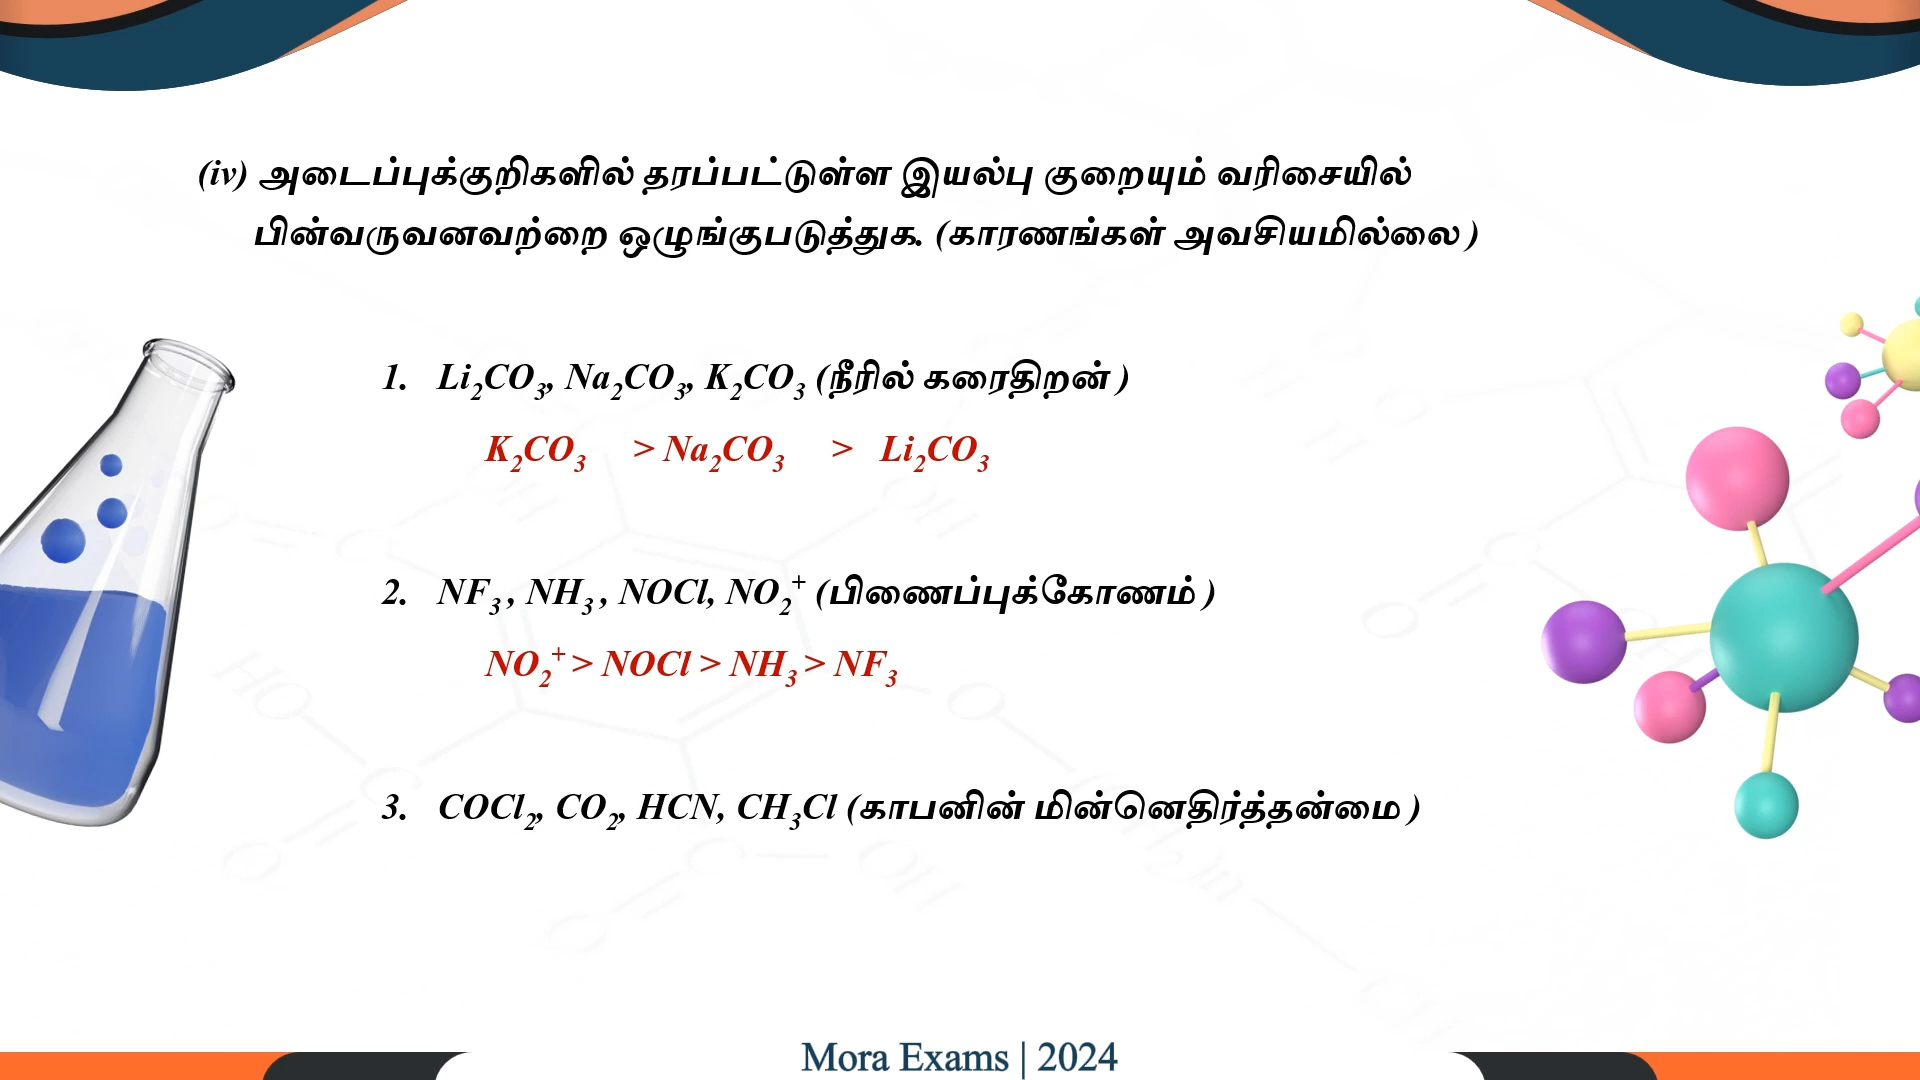 (iv) அடைப்புக்குறிகளில் தரப்பட்டுள்ள இயல்பு குறையும் வரிசையில்
பின்வருவனவற்றை ஒழுங்குபடுத்துக. (காரணங்கள் அவசியமில்லை )
1. Li₂CO₃, Na₂CO₃, K₂CO₃ (நீரில் கரைதிறன் )
K₂CO₃ > Na₂CO₃ > Li₂CO₃
2. NF₃ , NH₃ , NOCl, NO₂⁺ (பிணைப்புக்கோணம் )
NO₂⁺ > NOCl > NH₃ > NF₃
3. COCl₂, CO₂, HCN, CH₃Cl (காபனின் மின்னெதிர்த்தன்மை )
Mora Exams | 2024